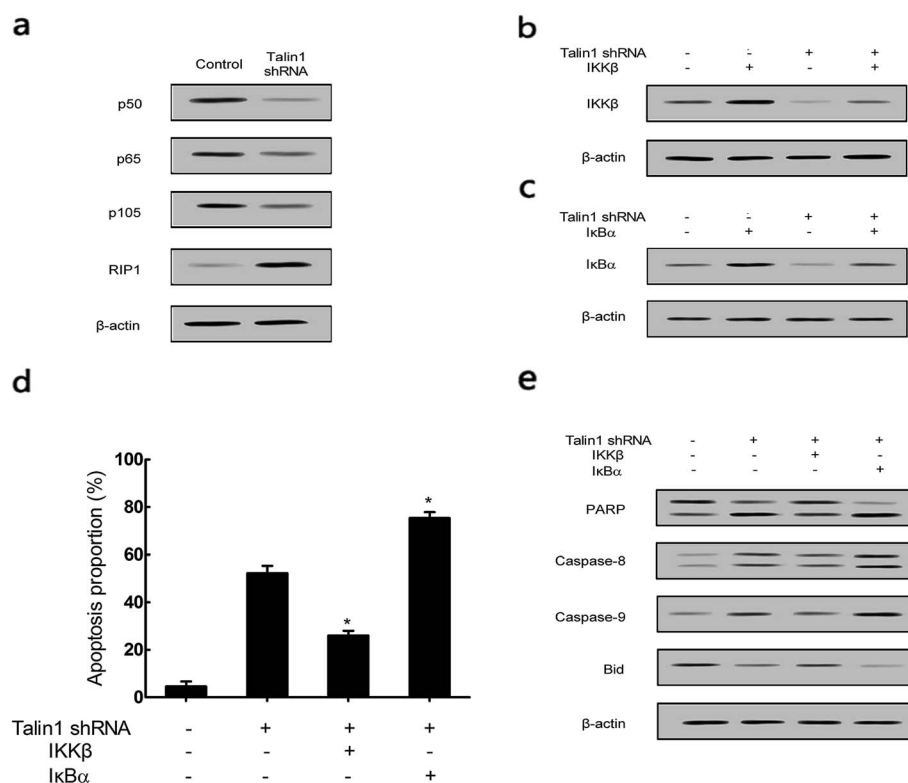 a
Control Talin1 shRNA
p50
p65
p105
RIP1
β-actin
b
Talin1 shRNA - - + +
IKKβ - + - +
IKKβ
β-actin
c
Talin1 shRNA - - + +
IκBα - + - +
IκBα
β-actin
d
Apoptosis proportion (%)
100
80
60
40
20
0
* *
Talin1 shRNA - + + +
IKKβ - - + -
IκBα - - - +
e
Talin1 shRNA - + + +
IKKβ - - + -
IκBα - - - +
PARP
Caspase-8
Caspase-9
Bid
β-actin